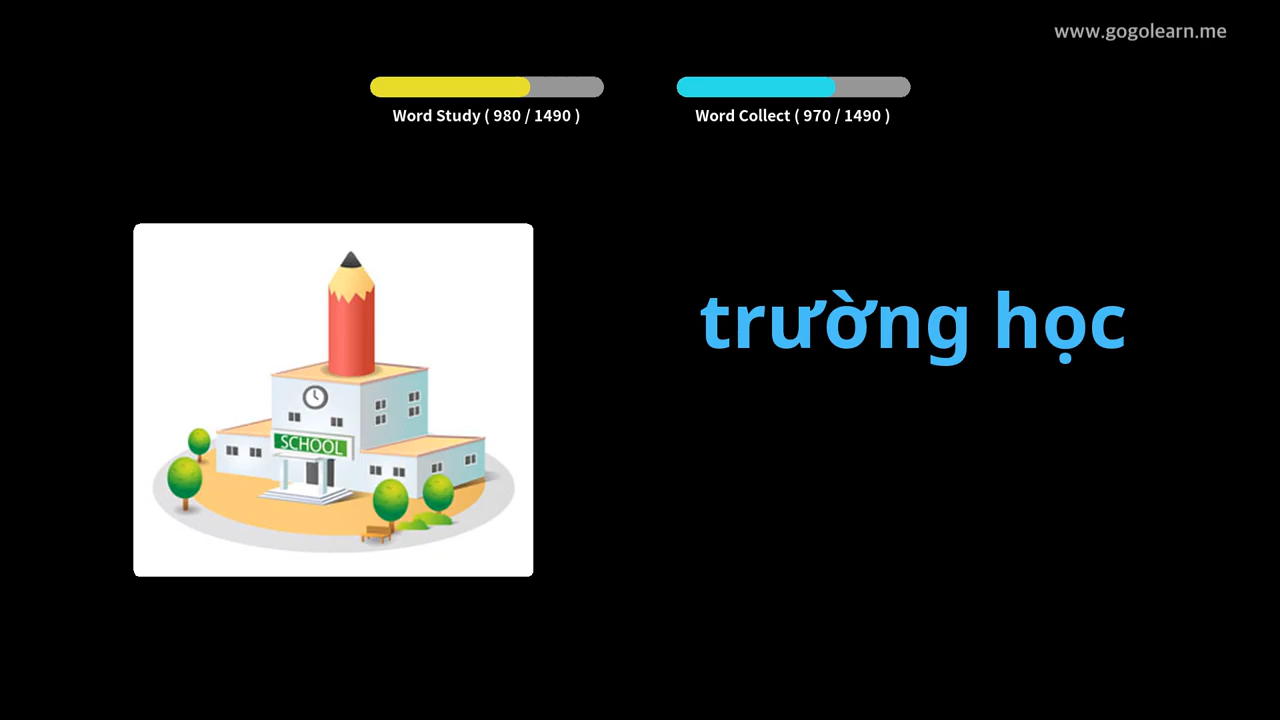 www.gogolearn.me
Word Study ( 980 / 1490 )
Word Collect ( 970 / 1490 )
SCHOOL
trường học